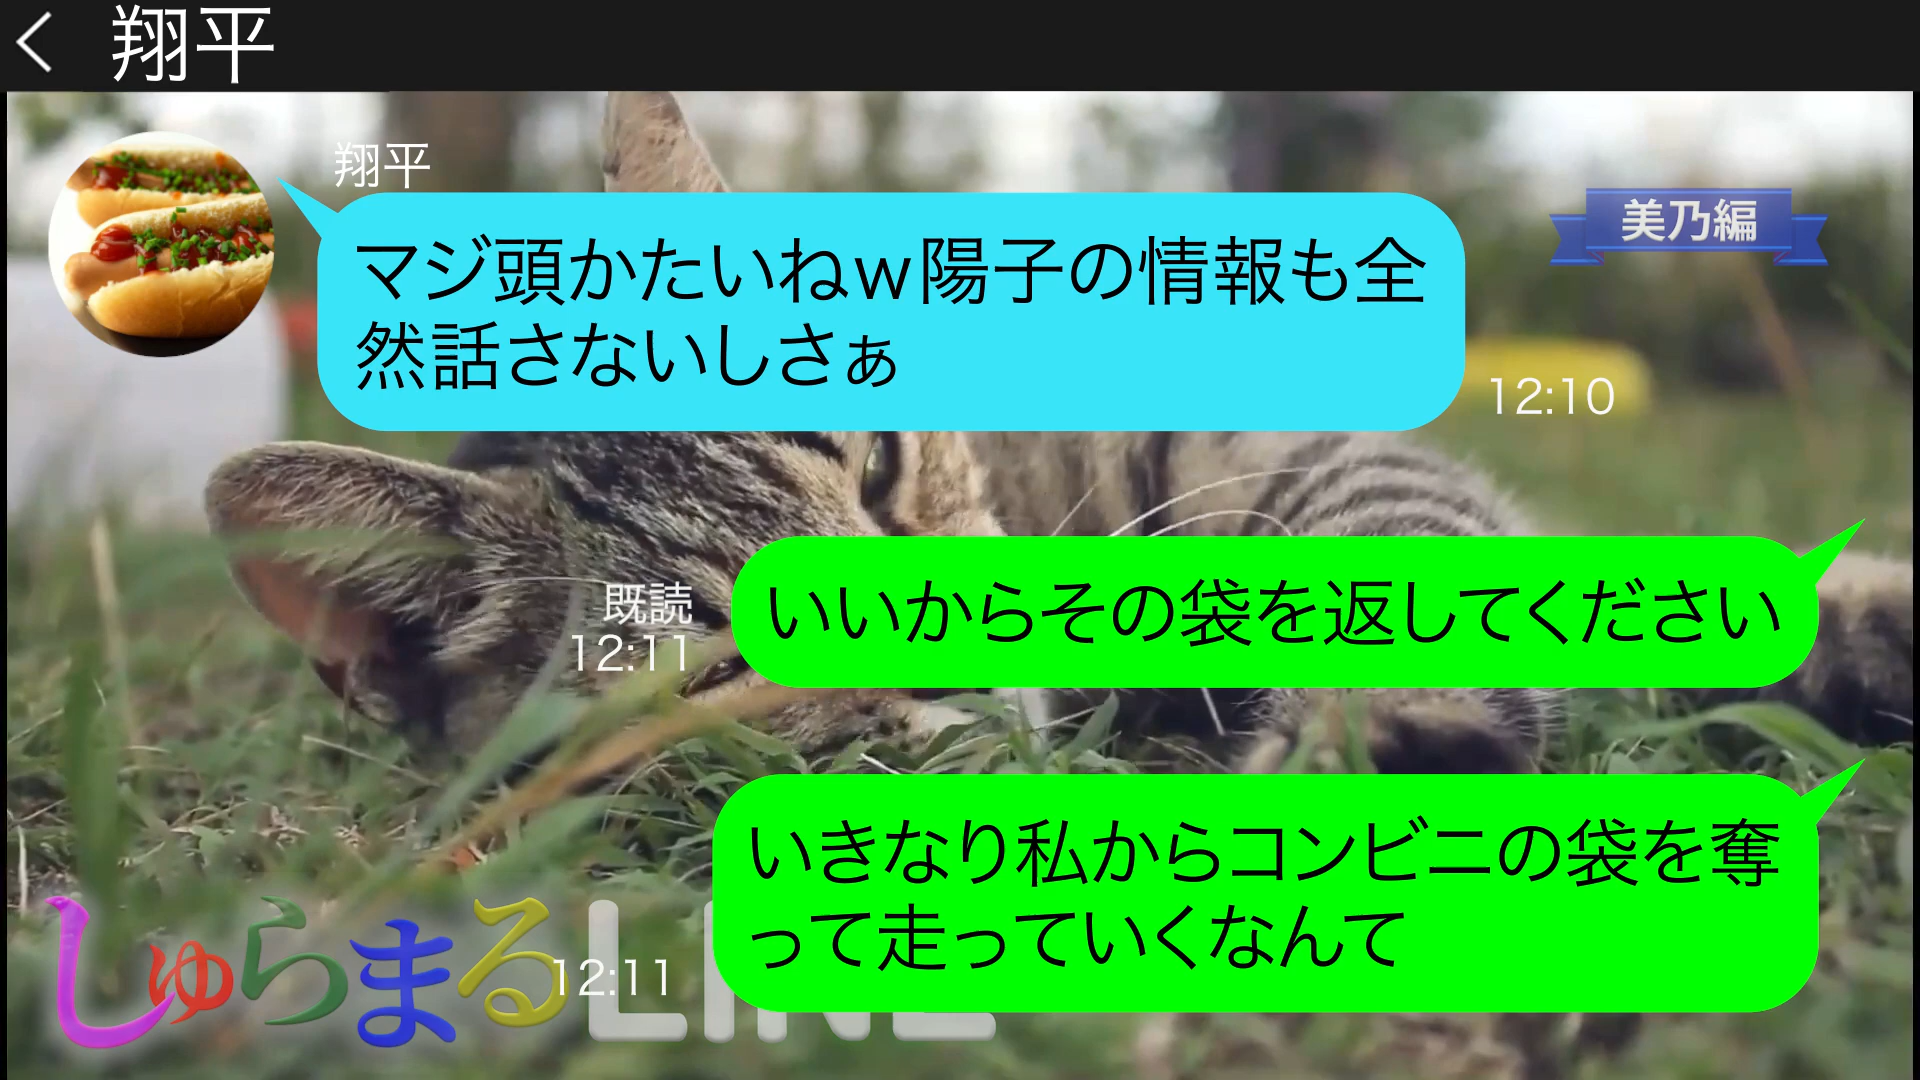 翔平
翔平
美乃編
マジ頭かたいねw陽子の情報も全
然話さないしさぁ
12:10
いいからその袋を返してください
既読
12:11
いきなり私からコンビニの袋を奪
って走っていくなんて
12:11
しゅらまるLINE